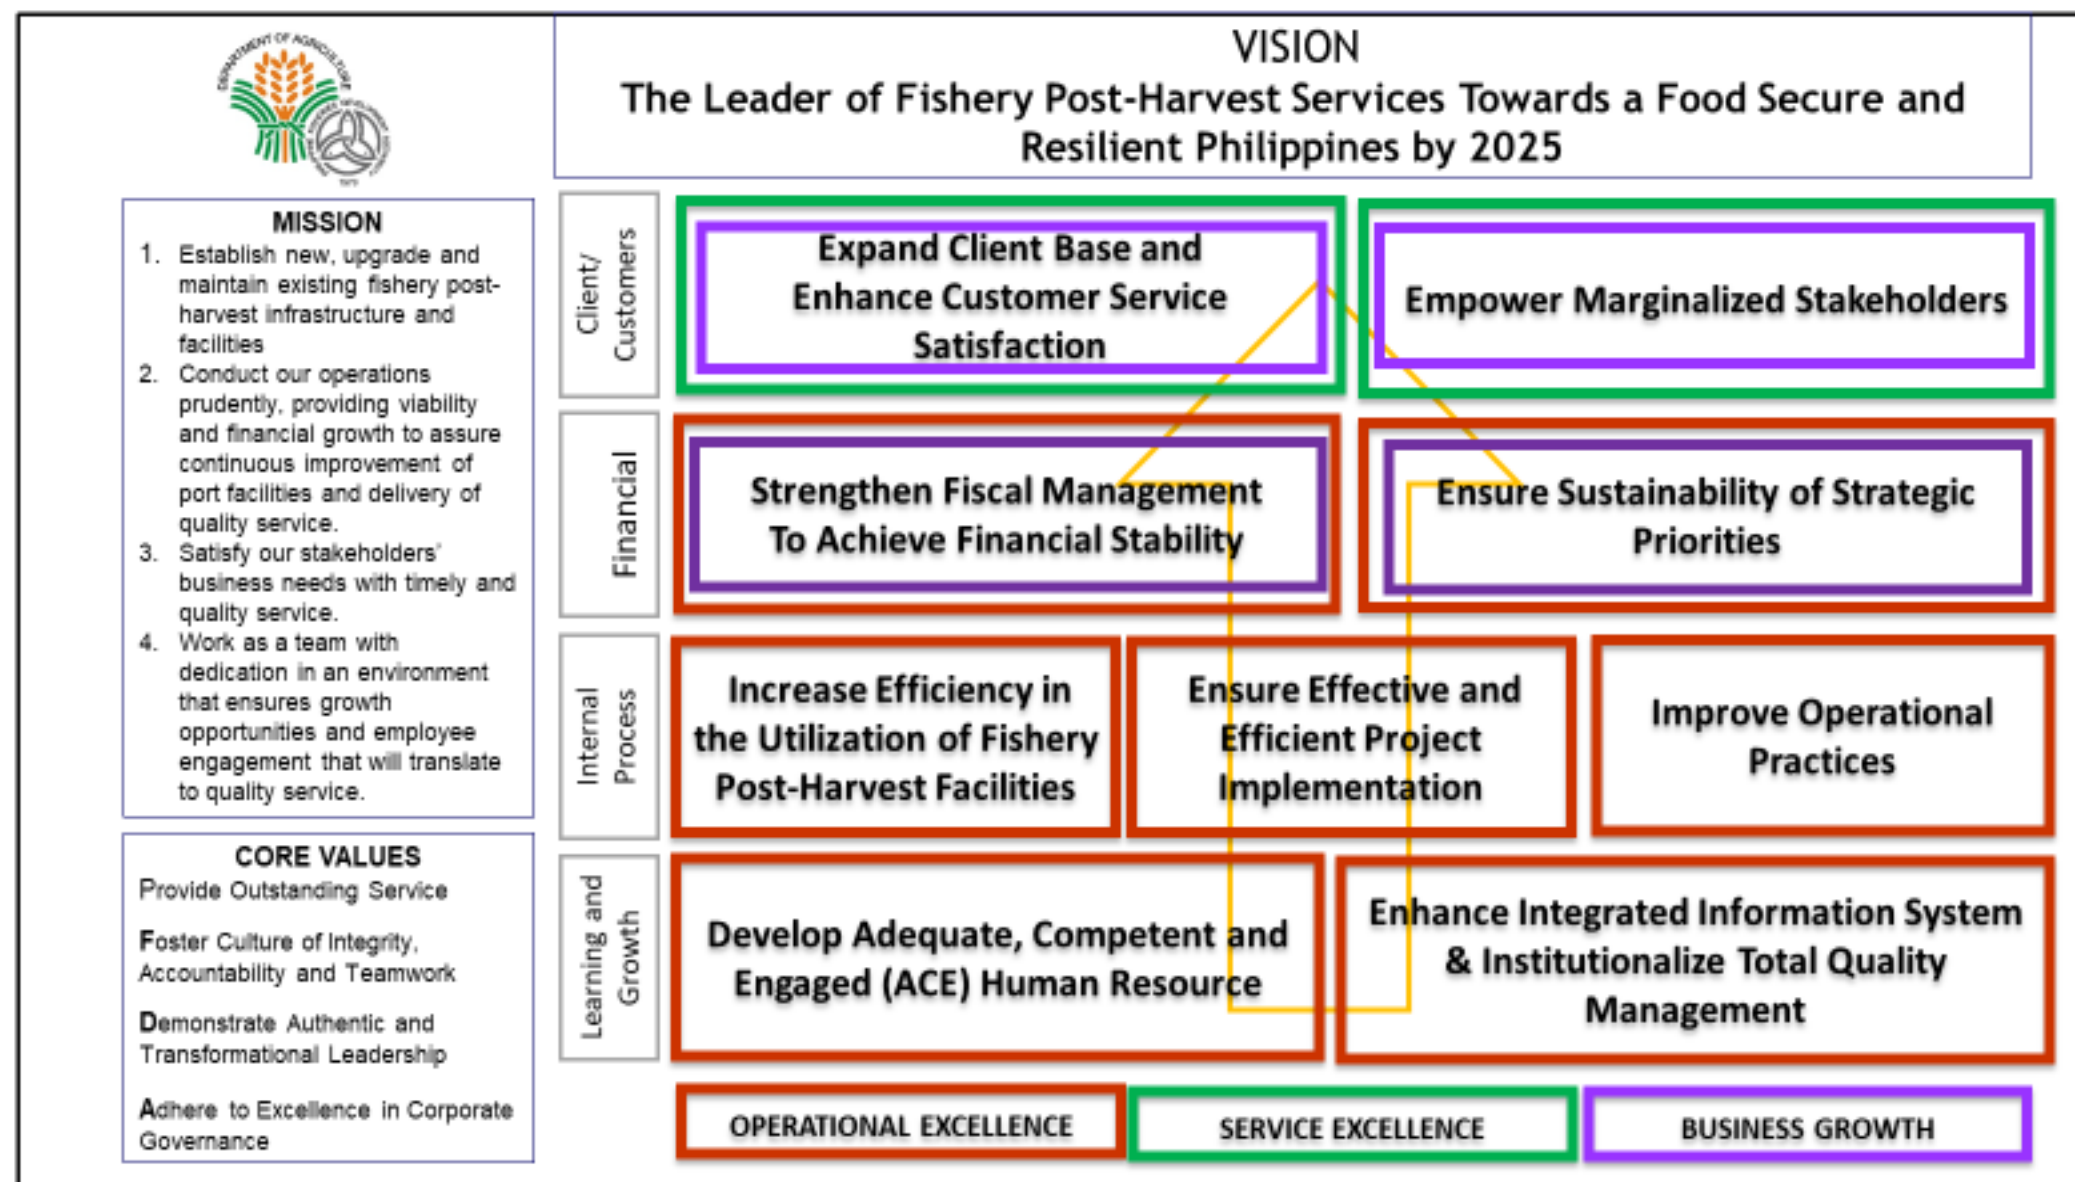 DEPARTMENT OF AGRICULTURE
VISION
The Leader of Fishery Post-Harvest Services Towards a Food Secure and
Resilient Philippines by 2025
MISSION
1. Establish new, upgrade and
maintain existing fishery post-
harvest infrastructure and
facilities
2. Conduct our operations
prudently, providing viability
and financial growth to assure
continuous improvement of
port facilities and delivery of
quality service.
3. Satisfy our stakeholders'
business needs with timely and
quality service.
4. Work as a team with
dedication in an environment
that ensures growth
opportunities and employee
engagement that will translate
to quality service.
CORE VALUES
Provide Outstanding Service
Foster Culture of Integrity,
Accountability and Teamwork
Demonstrate Authentic and
Transformational Leadership
Adhere to Excellence in Corporate
Governance
Client/
Customers
Expand Client Base and
Enhance Customer Service
Satisfaction
Empower Marginalized Stakeholders
Financial
Strengthen Fiscal Management
To Achieve Financial Stability
Ensure Sustainability of Strategic
Priorities
Internal
Process
Increase Efficiency in
the Utilization of Fishery
Post-Harvest Facilities
Ensure Effective and
Efficient Project
Implementation
Improve Operational
Practices
Learning and
Growth
Develop Adequate, Competent and
Engaged (ACE) Human Resource
Enhance Integrated Information System
& Institutionalize Total Quality
Management
OPERATIONAL EXCELLENCE
SERVICE EXCELLENCE
BUSINESS GROWTH